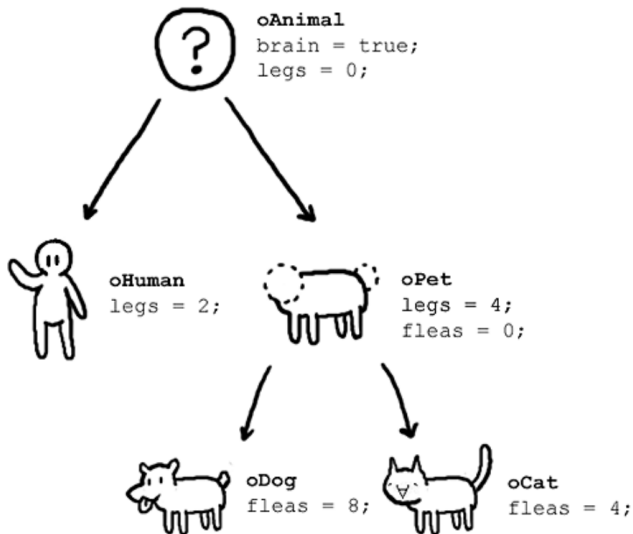 ?
oAnimal
brain = true;
legs = 0;
oHuman
legs = 2;
oPet
legs = 4;
fleas = 0;
oDog
fleas = 8;
oCat
fleas = 4;